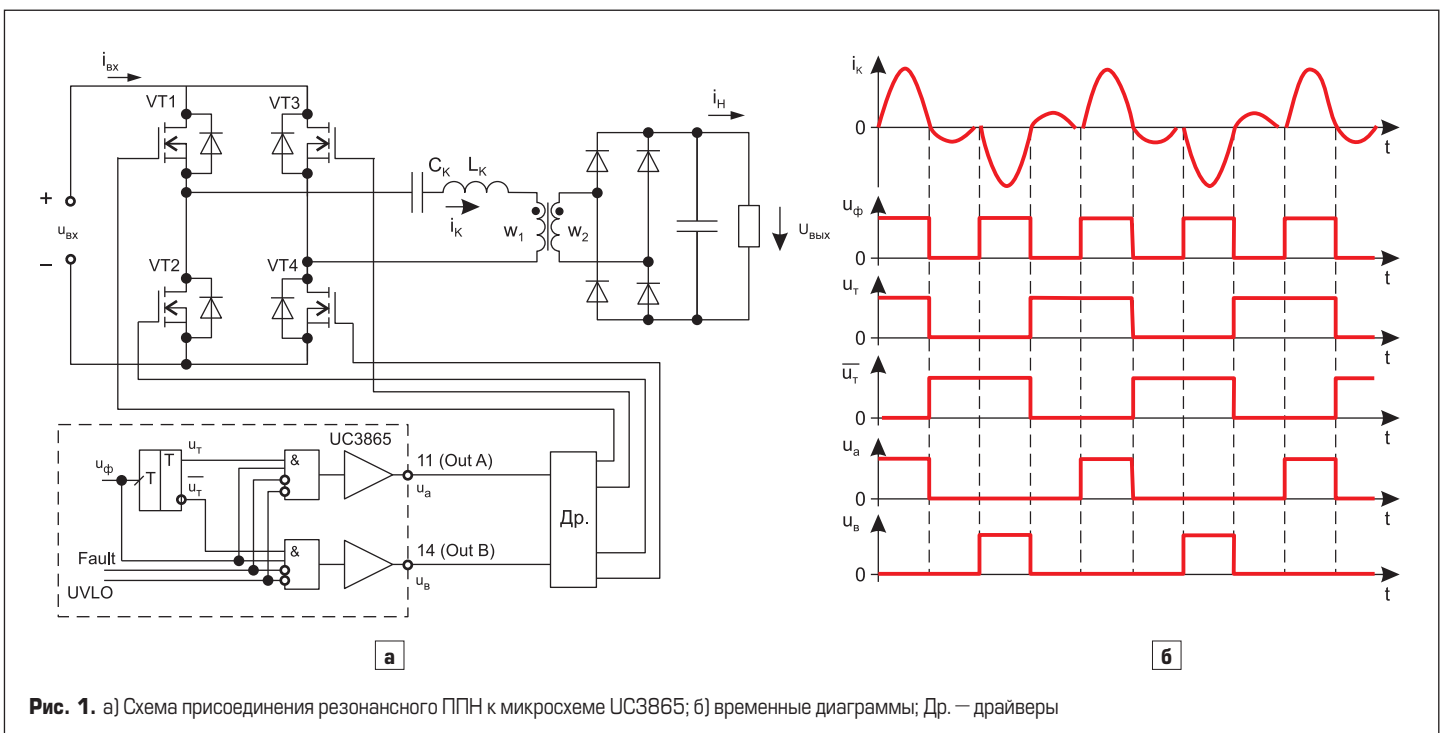 iвх
VT1
VT3
iн
Cк Lк
+
uвх
−
iк
w1
w2
Uвых
VT2
VT4
UC3865
uт
&
11 (Out A)
uф
T
T
uт
uа
Др.
&
14 (Out B)
Fault
UVLO
uв
а
iк
0
t
uф
0
t
uт
0
t
uт
0
t
uа
0
t
uв
0
t
б
Рис. 1. а) Схема присоединения резонансного ППН к микросхеме UC3865; б) временные диаграммы; Др. — драйверы